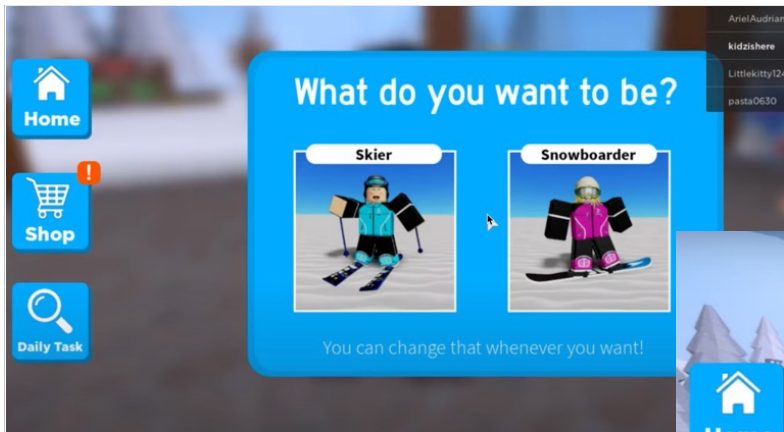 ArielAudrian
kidzishere
Littlekitty124
pasta0630
What do you want to be?
Home
Skier
Snowboarder
!
Shop
Daily Task
You can change that whenever you want!